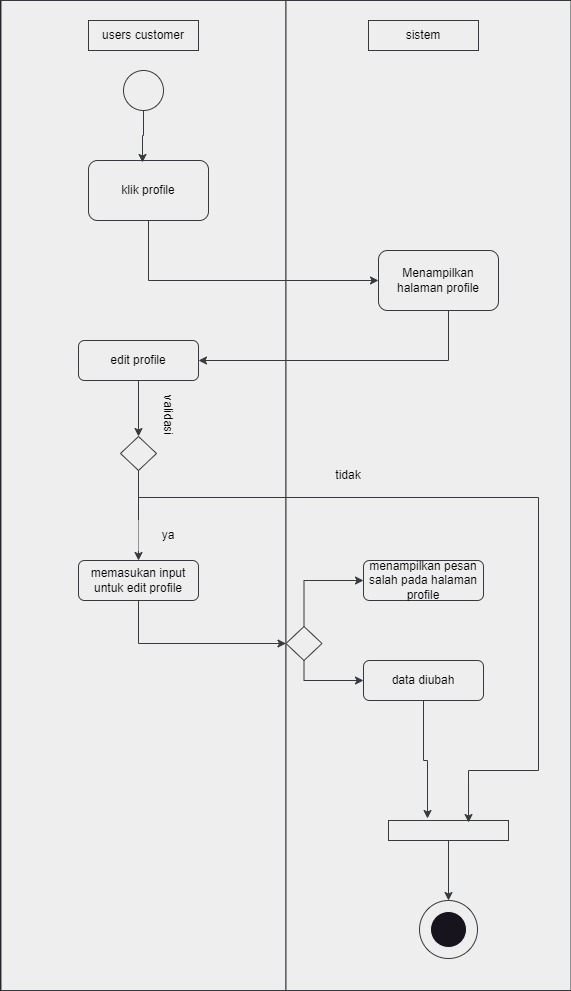 users customer
sistem
klik profile
Menampilkan
halaman profile
edit profile
validasi
tidak
ya
memasukan input
untuk edit profile
menampilkan pesan
salah pada halaman
profile
data diubah